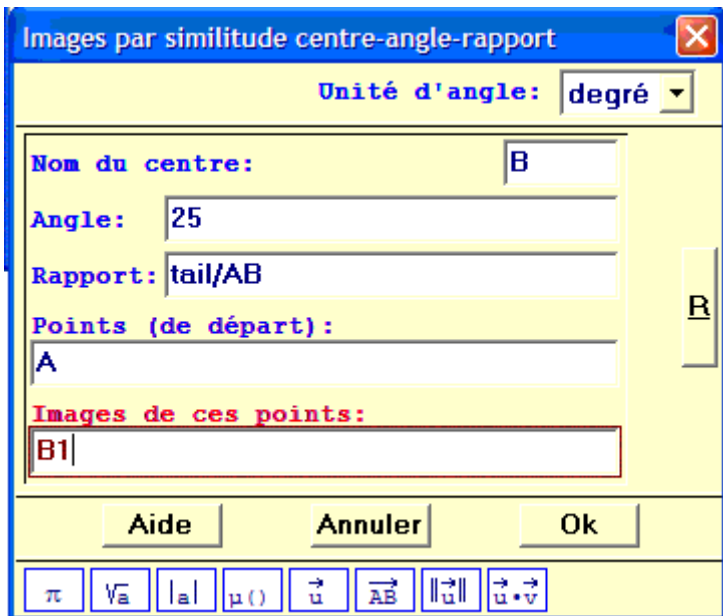 Images par similitude centre-angle-rapport
Unité d'angle: degré
Nom du centre: B
Angle: 25
Rapport: tail/AB
Points (de départ):
A
R
Images de ces points:
B1
Aide Annuler Ok
π √a |a| μ() u⃗ AB⃗ ||u⃗|| u⃗•v⃗